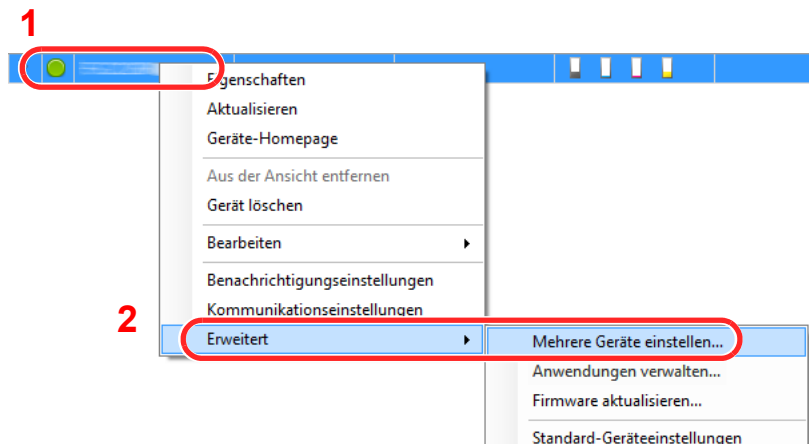 1
Eigenschaften
Aktualisieren
Geräte-Homepage
Aus der Ansicht entfernen
Gerät löschen
Bearbeiten
Benachrichtigungseinstellungen
Kommunikationseinstellungen
2
Erweitert
Mehrere Geräte einstellen...
Anwendungen verwalten...
Firmware aktualisieren...
Standard-Geräteeinstellungen